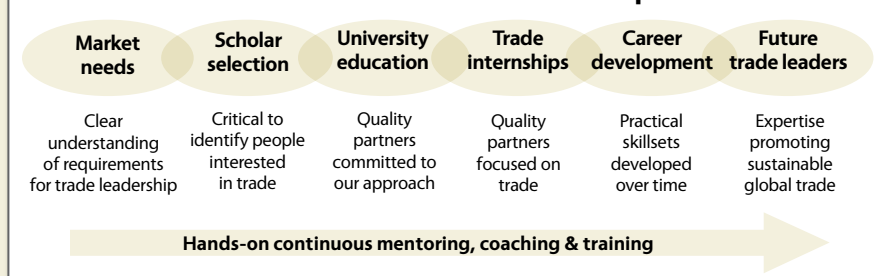 Market
needs
Scholar
selection
University
education
Trade
internships
Career
development
Future
trade leaders
Clear
understanding
of requirements
for trade leadership
Critical to
identify people
interested
in trade
Quality
partners
committed to
our approach
Quality
partners
focused on
trade
Practical
skillsets
developed
over time
Expertise
promoting
sustainable
global trade
Hands-on continuous mentoring, coaching & training